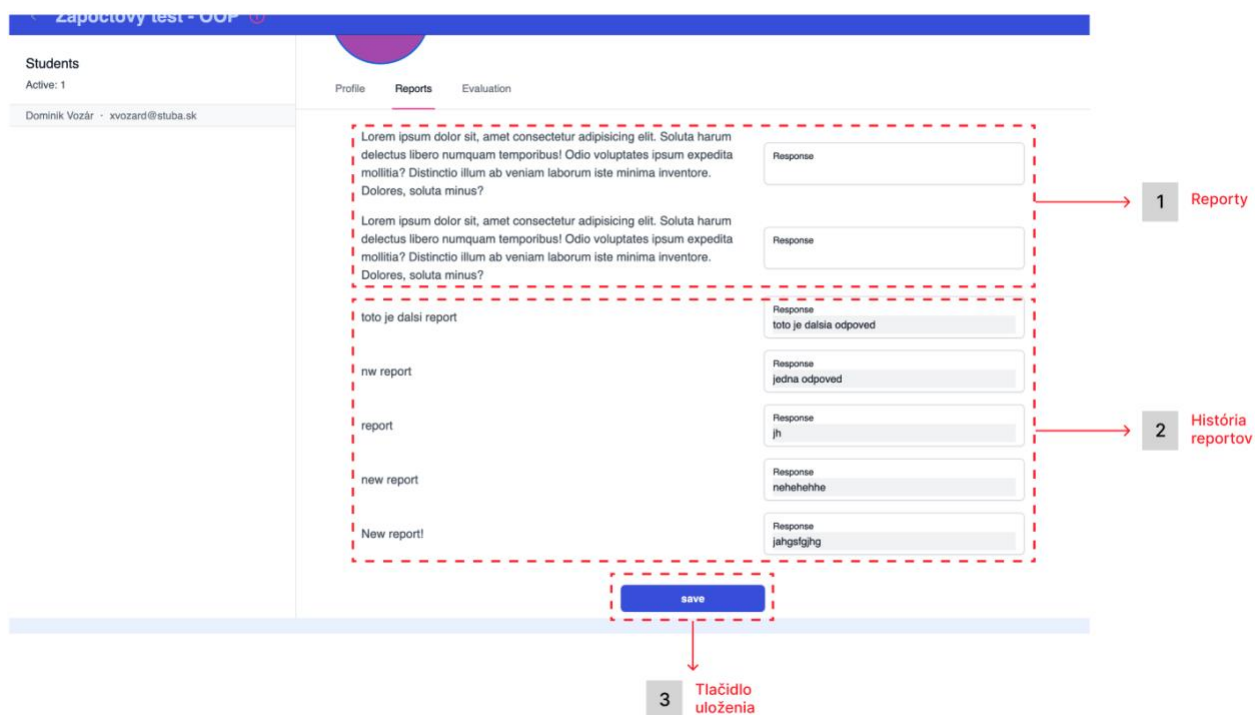 Zápočtový test - OOP
Students
Active: 1
Dominik Vozár · xvozard@stuba.sk
Profile Reports Evaluation
Lorem ipsum dolor sit, amet consectetur adipisicing elit. Soluta harum
delectus libero numquam temporibus! Odio voluptates ipsum expedita
mollitia? Distinctio illum ab veniam laborum iste minima inventore.
Dolores, soluta minus?
Response
Lorem ipsum dolor sit, amet consectetur adipisicing elit. Soluta harum
delectus libero numquam temporibus! Odio voluptates ipsum expedita
mollitia? Distinctio illum ab veniam laborum iste minima inventore.
Dolores, soluta minus?
Response
1 Reporty
toto je dalsi report
Response
toto je dalsia odpoved
nw report
Response
jedna odpoved
report
Response
jh
new report
Response
nehehehhe
New report!
Response
jahgsfgjhg
2 História
reportov
save
3 Tlačidlo
uloženia